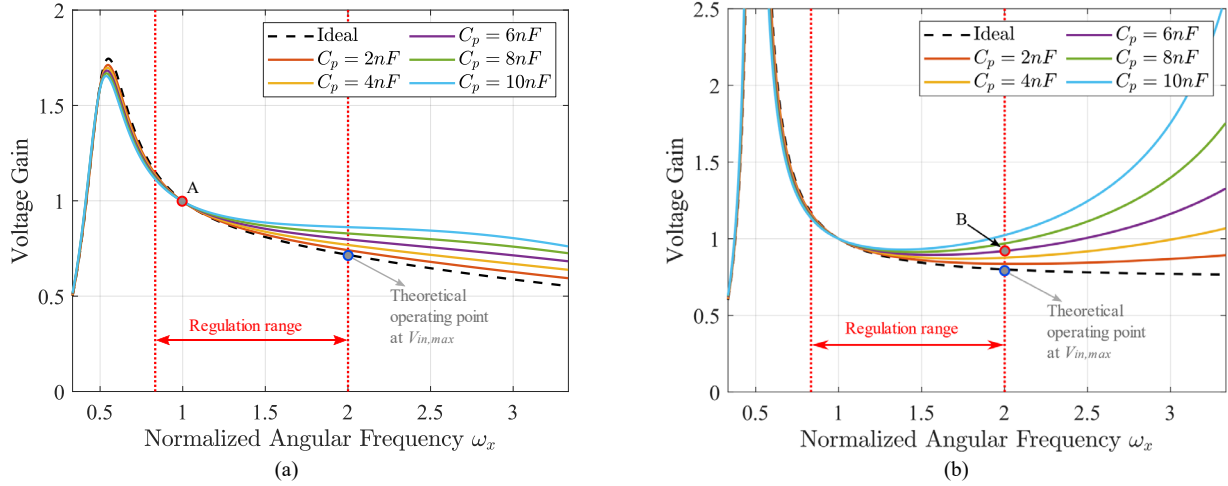 Ideal
C_p = 2nF
C_p = 4nF
C_p = 6nF
C_p = 8nF
C_p = 10nF
2
1.5
1
0.5
0
Voltage Gain
A
Theoretical
operating point
at V_in,max
Regulation range
0.5 1 1.5 2 2.5 3
Normalized Angular Frequency ω_x
(a)
Ideal
C_p = 2nF
C_p = 4nF
C_p = 6nF
C_p = 8nF
C_p = 10nF
2.5
2
1.5
1
0.5
0
Voltage Gain
B
Theoretical
operating point
at V_in,max
Regulation range
0.5 1 1.5 2 2.5 3
Normalized Angular Frequency ω_x
(b)